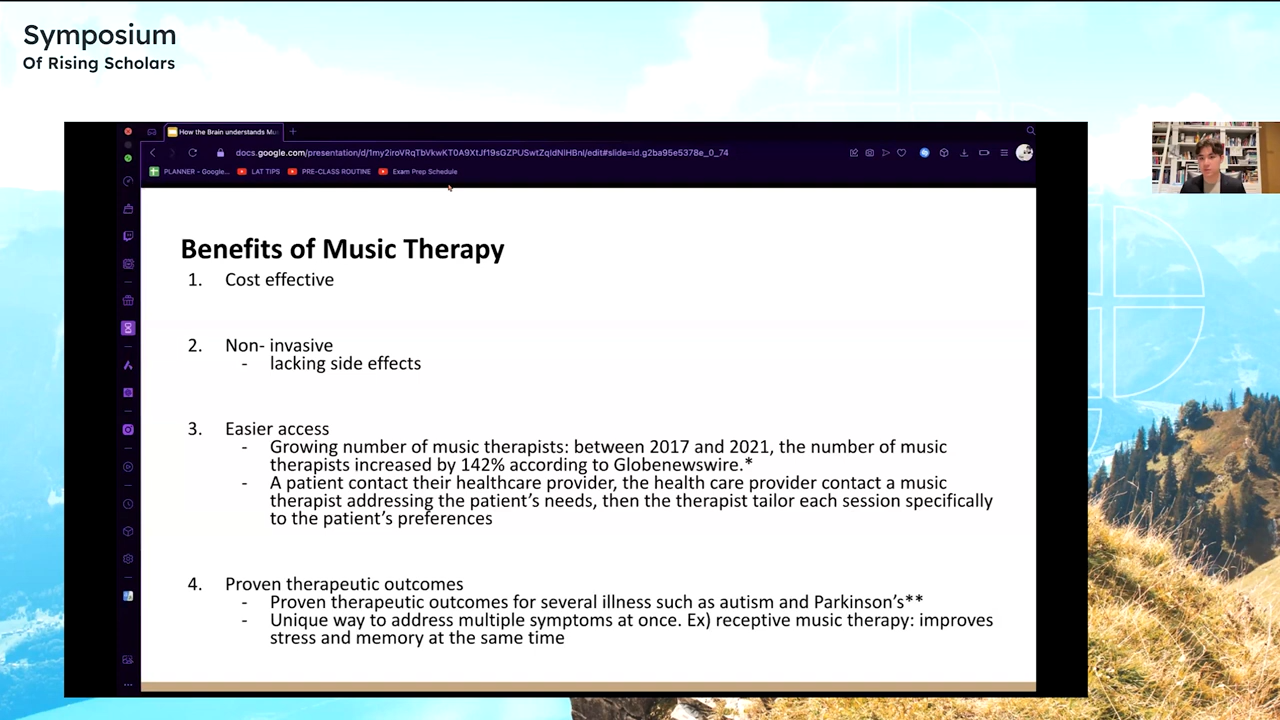 Symposium
Of Rising Scholars
How the Brain understands Mu
docs.google.com/presentation/d/1my2iroVRqTbVkwKT0A9XtJf19sGZPUSwtZqIdNlHBnI/edit#slide=id.g2ba95e5378e_0_74
PLANNER - Google... LAT TIPS PRE-CLASS ROUTINE Exam Prep Schedule
Benefits of Music Therapy
1. Cost effective
2. Non- invasive
- lacking side effects
3. Easier access
- Growing number of music therapists: between 2017 and 2021, the number of music
therapists increased by 142% according to Globenewswire.*
- A patient contact their healthcare provider, the health care provider contact a music
therapist addressing the patient’s needs, then the therapist tailor each session specifically
to the patient’s preferences
4. Proven therapeutic outcomes
- Proven therapeutic outcomes for several illness such as autism and Parkinson’s**
- Unique way to address multiple symptoms at once. Ex) receptive music therapy: improves
stress and memory at the same time